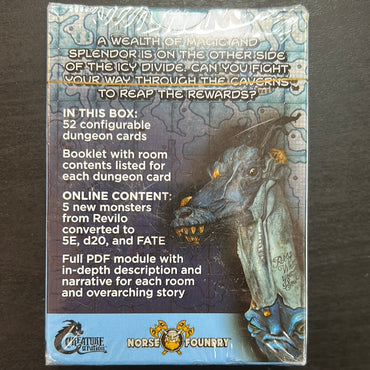 A WEALTH OF MAGIC AND
SPLENDOR IS ON THE OTHER SIDE
OF THE ICY DIVIDE. CAN YOU FIGHT
YOUR WAY THROUGH THE CAVERNS
TO REAP THE REWARDS?
IN THIS BOX:
52 configurable
dungeon cards
Booklet with room
contents listed for
each dungeon card
ONLINE CONTENT:
5 new monsters
from Revilo
converted to
5E, d20, and FATE
Full PDF module with
in-depth description and
narrative for each room
and overarching story
CREATURE
NORSE FOUNDRY